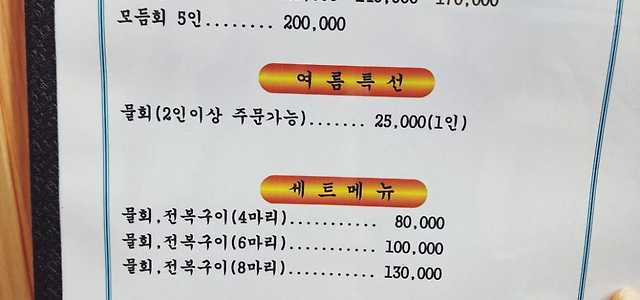 170,000
모듬회 5인........ 200,000
여름특선
물회(2인이상 주문가능)....... 25,000(1인)
세트메뉴
물회,전복구이(4마리)........... 80,000
물회,전복구이(6마리)........... 100,000
물회,전복구이(8마리)........... 130,000